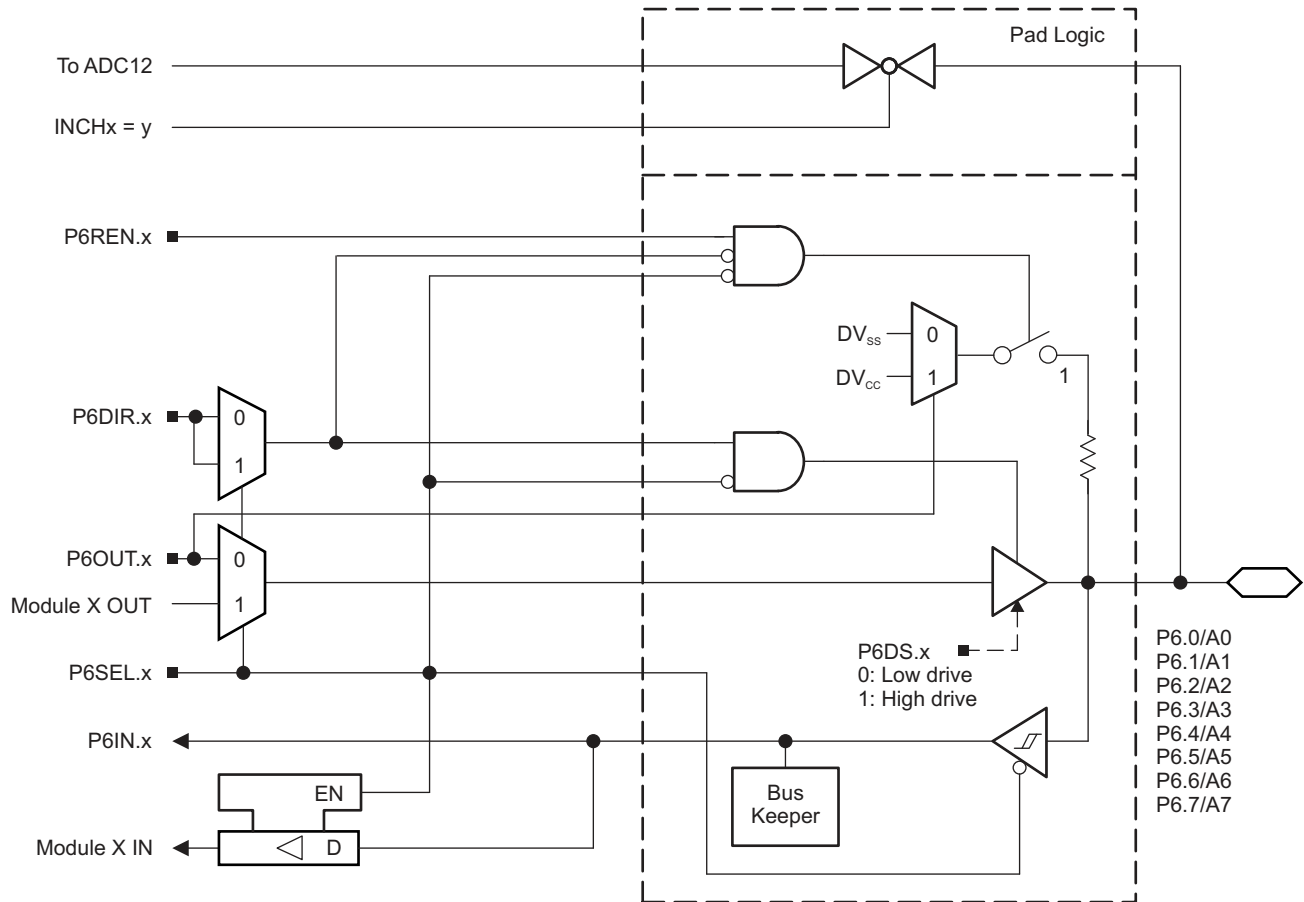 Pad Logic
To ADC12
INCHx = y
P6REN.x
DVSS
0
DVCC
1
1
P6DIR.x
0
1
P6OUT.x
0
Module X OUT
1
P6SEL.x
P6DS.x
0: Low drive
1: High drive
P6.0/A0
P6.1/A1
P6.2/A2
P6.3/A3
P6.4/A4
P6.5/A5
P6.6/A6
P6.7/A7
P6IN.x
EN
Bus
Keeper
Module X IN
D